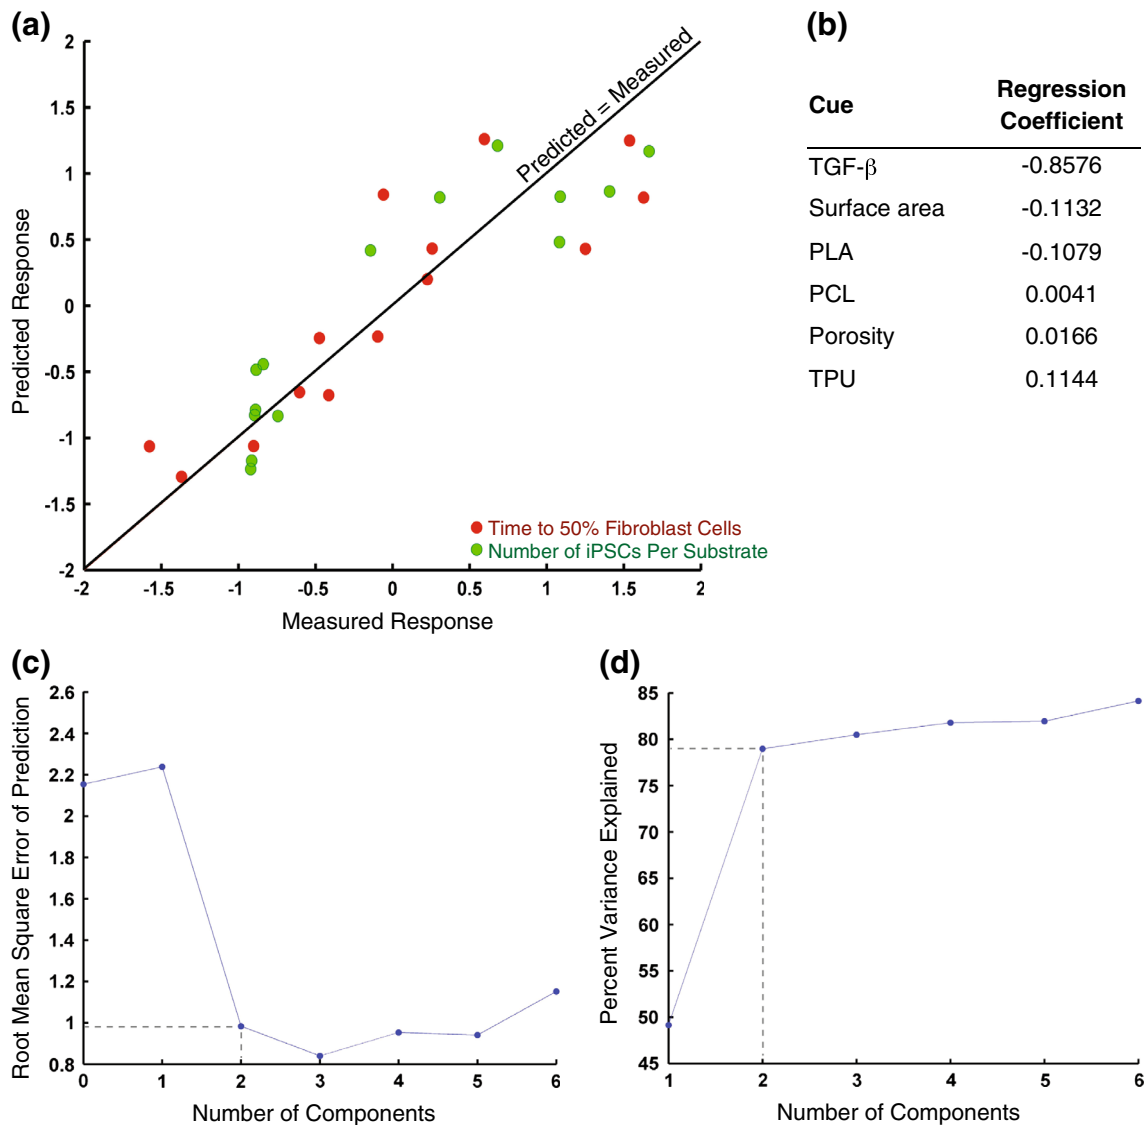 (a)
2
1.5
1
0.5
0
-0.5
-1
-1.5
-2
-2
-1.5
-1
-0.5
0
0.5
1
1.5
2
Predicted Response
Measured Response
Predicted = Measured
Time to 50% Fibroblast Cells
Number of iPSCs Per Substrate
(b)
Cue
Regression
Coefficient
TGF-β -0.8576
Surface area -0.1132
PLA -0.1079
PCL 0.0041
Porosity 0.0166
TPU 0.1144
(c)
Root Mean Square Error of Prediction
2.6
2.4
2.2
2
1.8
1.6
1.4
1.2
1
0.8
0 1 2 3 4 5 6
Number of Components
(d)
Percent Variance Explained
85
80
75
70
65
60
55
50
45
1 2 3 4 5 6
Number of Components